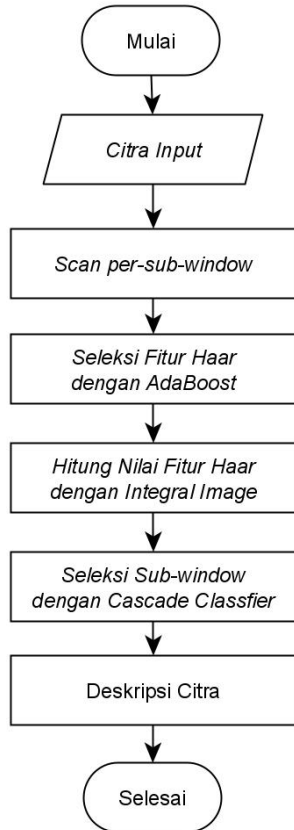 Mulai
Citra Input
Scan per-sub-window
Seleksi Fitur Haar
dengan AdaBoost
Hitung Nilai Fitur Haar
dengan Integral Image
Seleksi Sub-window
dengan Cascade Classfier
Deskripsi Citra
Selesai